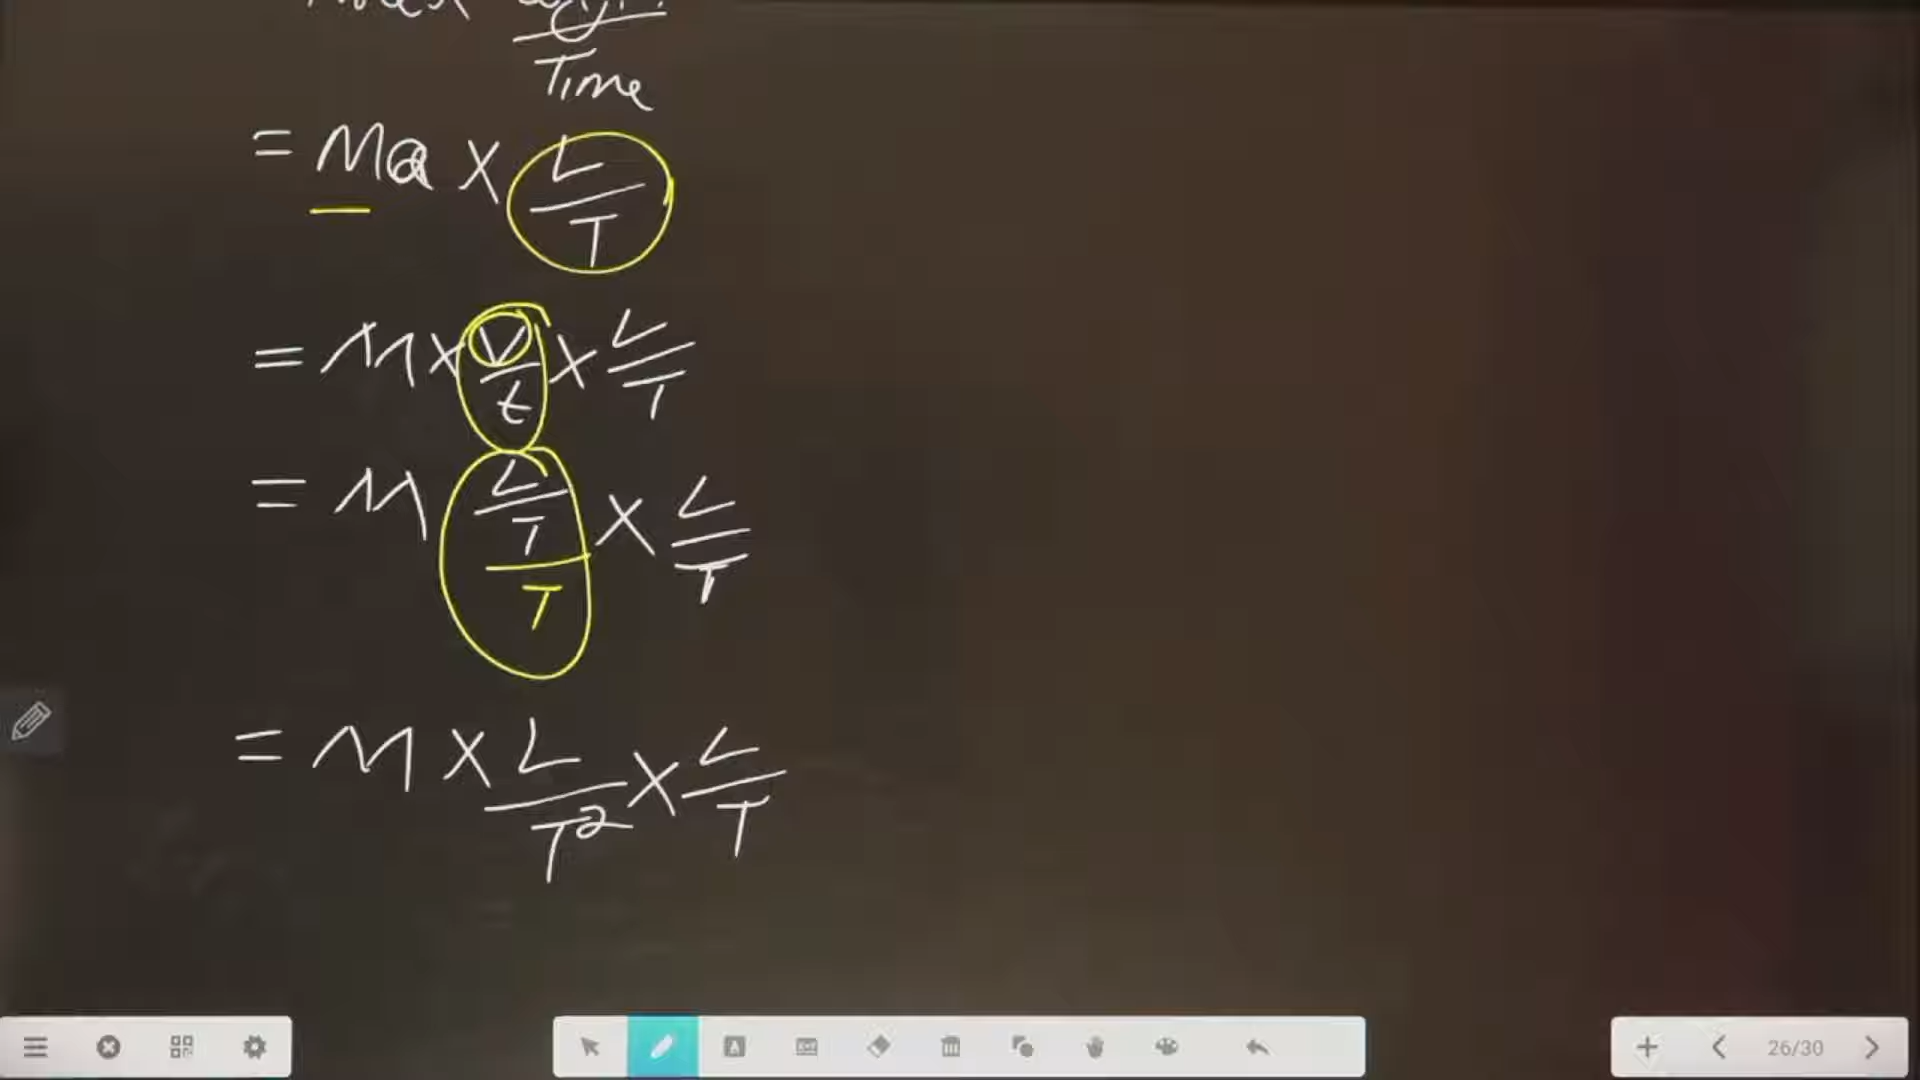 Time
= Ma X L/T
= M X V/t X L/T
= M L/T/T X L/T
= M X L/T² X L/T
26/30